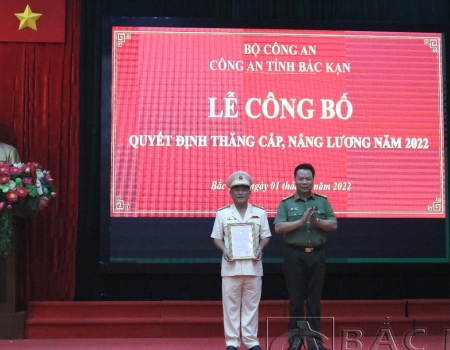 BỘ CÔNG AN
CÔNG AN TỈNH BẮC KẠN
LỄ CÔNG BỐ
QUYẾT ĐỊNH THĂNG CẤP, NÂNG LƯƠNG NĂM 2022
ngày 01 năm 2022
BẮC